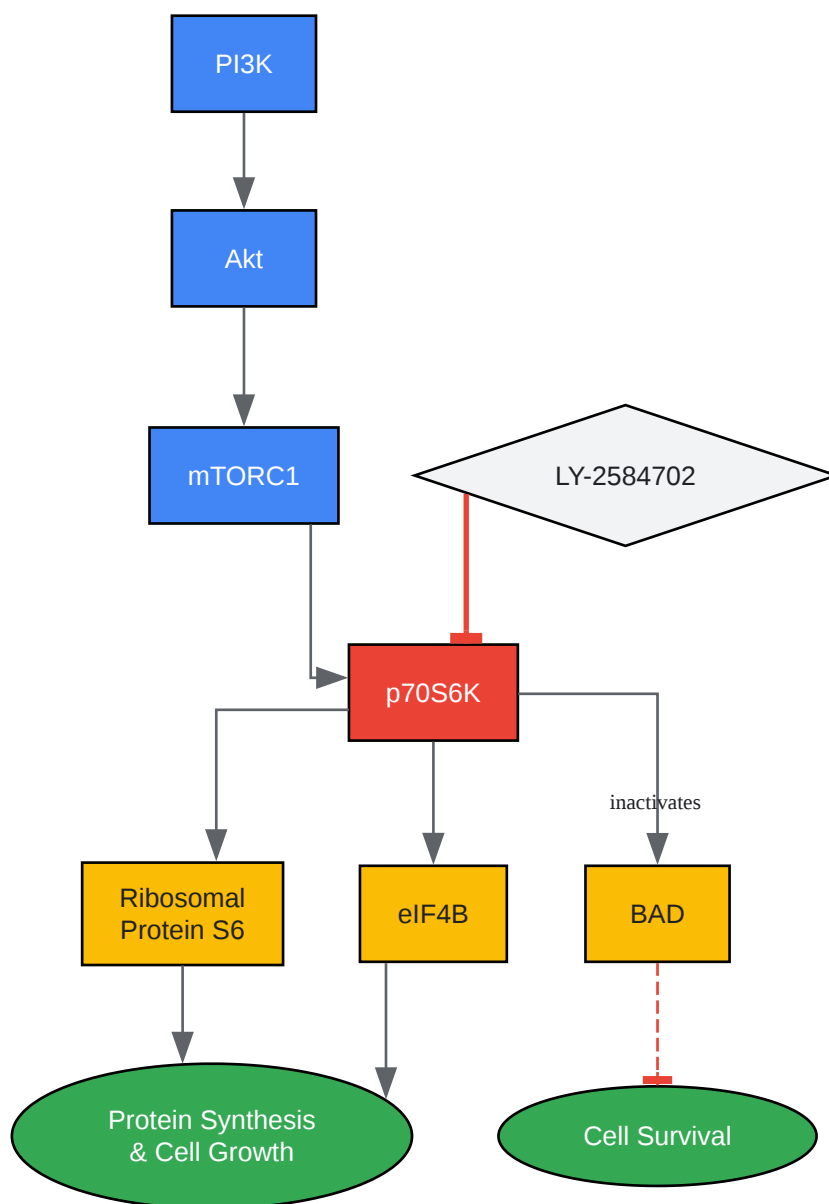 PI3K
Akt
mTORC1
LY-2584702
p70S6K
inactivates
Ribosomal
Protein S6
eIF4B
BAD
Protein Synthesis
& Cell Growth
Cell Survival